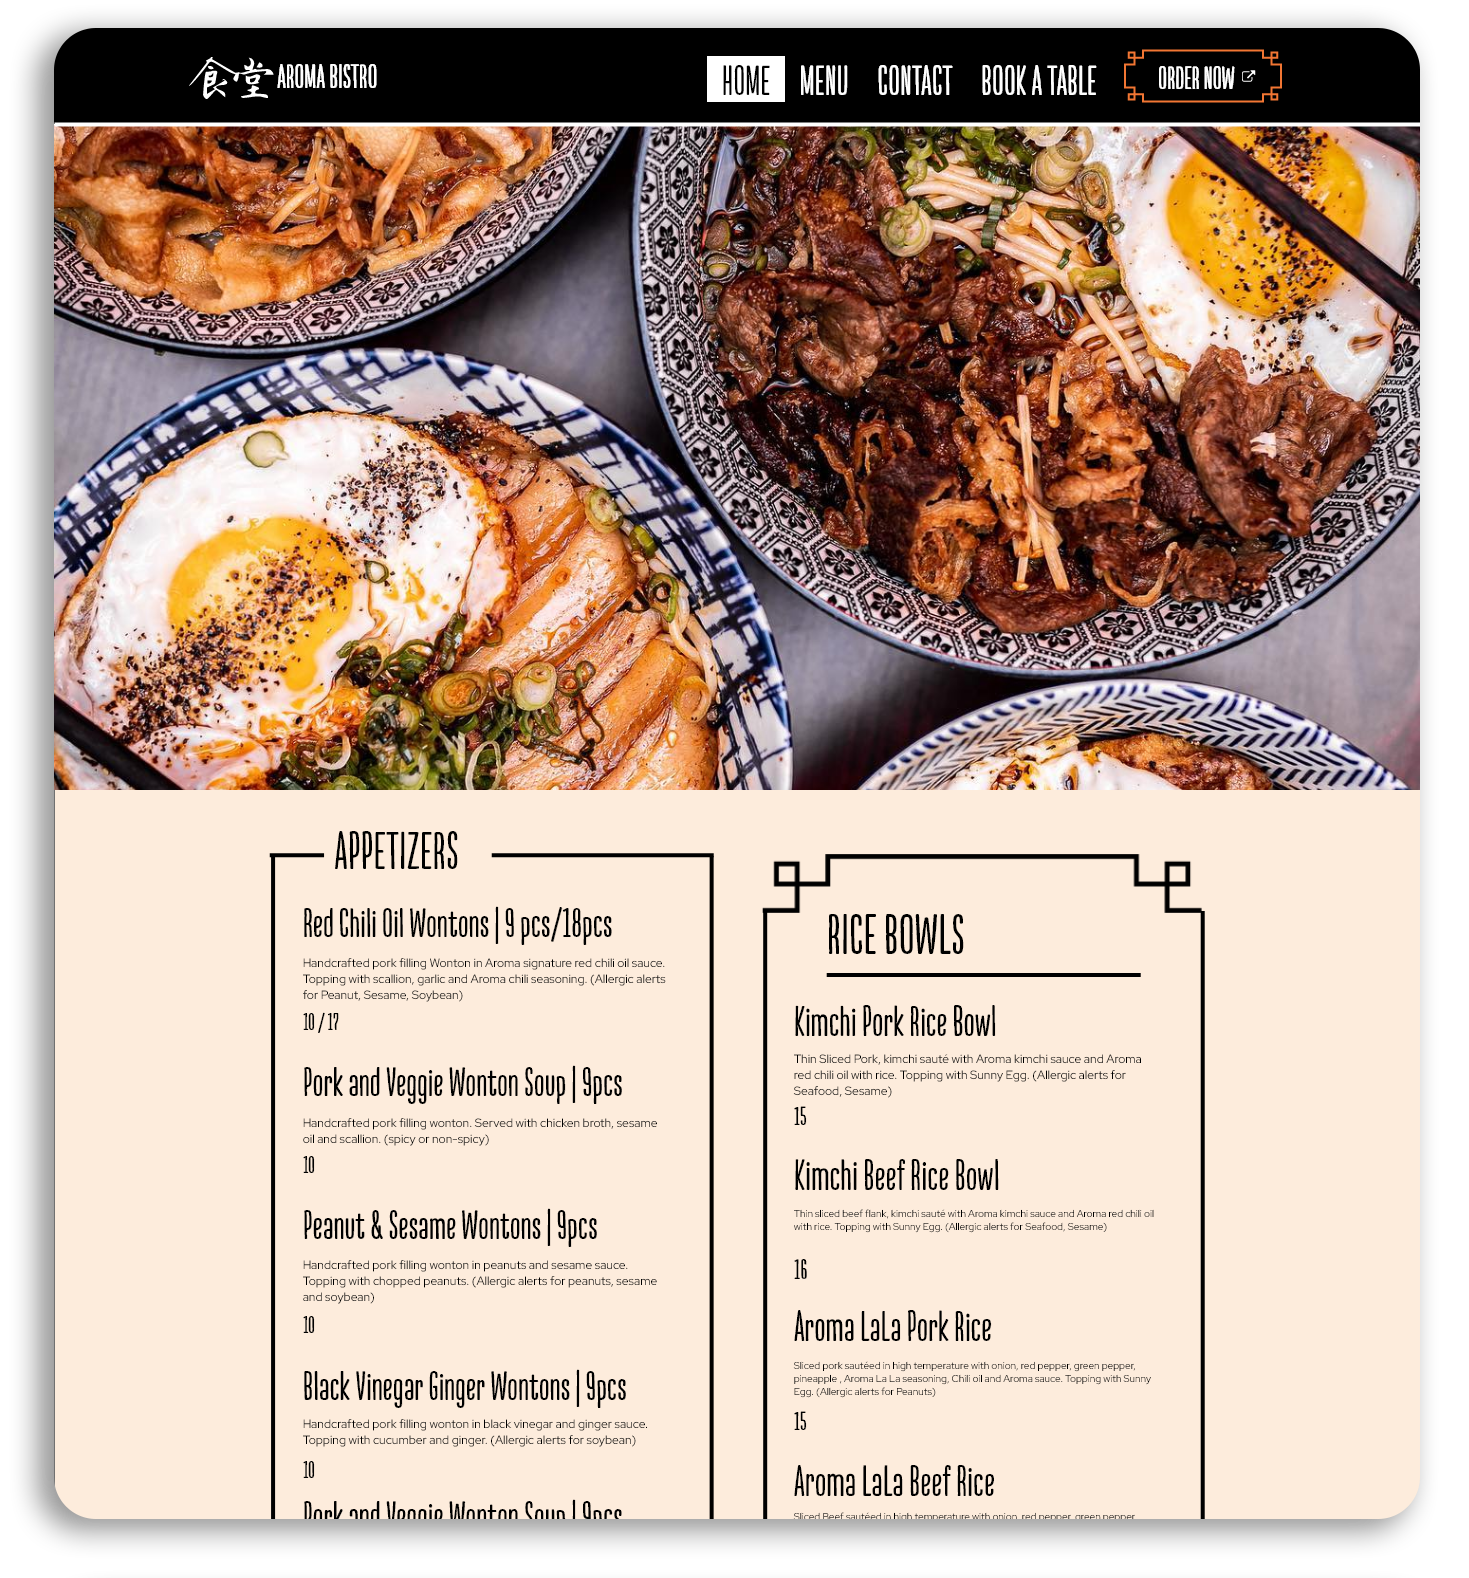 食堂 AROMA BISTRO
HOME MENU CONTACT BOOK A TABLE ORDER NOW
APPETIZERS
Red Chili Oil Wontons | 9 pcs/18pcs
Handcrafted pork filling Wonton in Aroma signature red chili oil sauce.
Topping with scallion, garlic and Aroma chili seasoning. (Allergic alerts
for Peanut, Sesame, Soybean)
10 / 17
Pork and Veggie Wonton Soup | 9pcs
Handcrafted pork filling wonton. Served with chicken broth, sesame
oil and scallion. (spicy or non-spicy)
10
Peanut & Sesame Wontons | 9pcs
Handcrafted pork filling wonton in peanuts and sesame sauce.
Topping with chopped peanuts. (Allergic alerts for peanuts, sesame
and soybean)
10
Black Vinegar Ginger Wontons | 9pcs
Handcrafted pork filling wonton in black vinegar and ginger sauce.
Topping with cucumber and ginger. (Allergic alerts for soybean)
10
Pork and Veggie Wonton Soup | 9pcs
RICE BOWLS
Kimchi Pork Rice Bowl
Thin Sliced Pork, kimchi sauté with Aroma kimchi sauce and Aroma
red chili oil with rice. Topping with Sunny Egg. (Allergic alerts for
Seafood, Sesame)
15
Kimchi Beef Rice Bowl
Thin sliced beef flank, kimchi sauté with Aroma kimchi sauce and Aroma red chili oil
with rice. Topping with Sunny Egg. (Allergic alerts for Seafood, Sesame)
16
Aroma LaLa Pork Rice
Sliced pork sautéed in high temperature with onion, red pepper, green pepper,
pineapple , Aroma La La seasoning, Chili oil and Aroma sauce. Topping with Sunny
Egg. (Allergic alerts for Peanuts)
15
Aroma LaLa Beef Rice
Sliced Beef sautéed in high temperature with onion, red pepper, green pepper